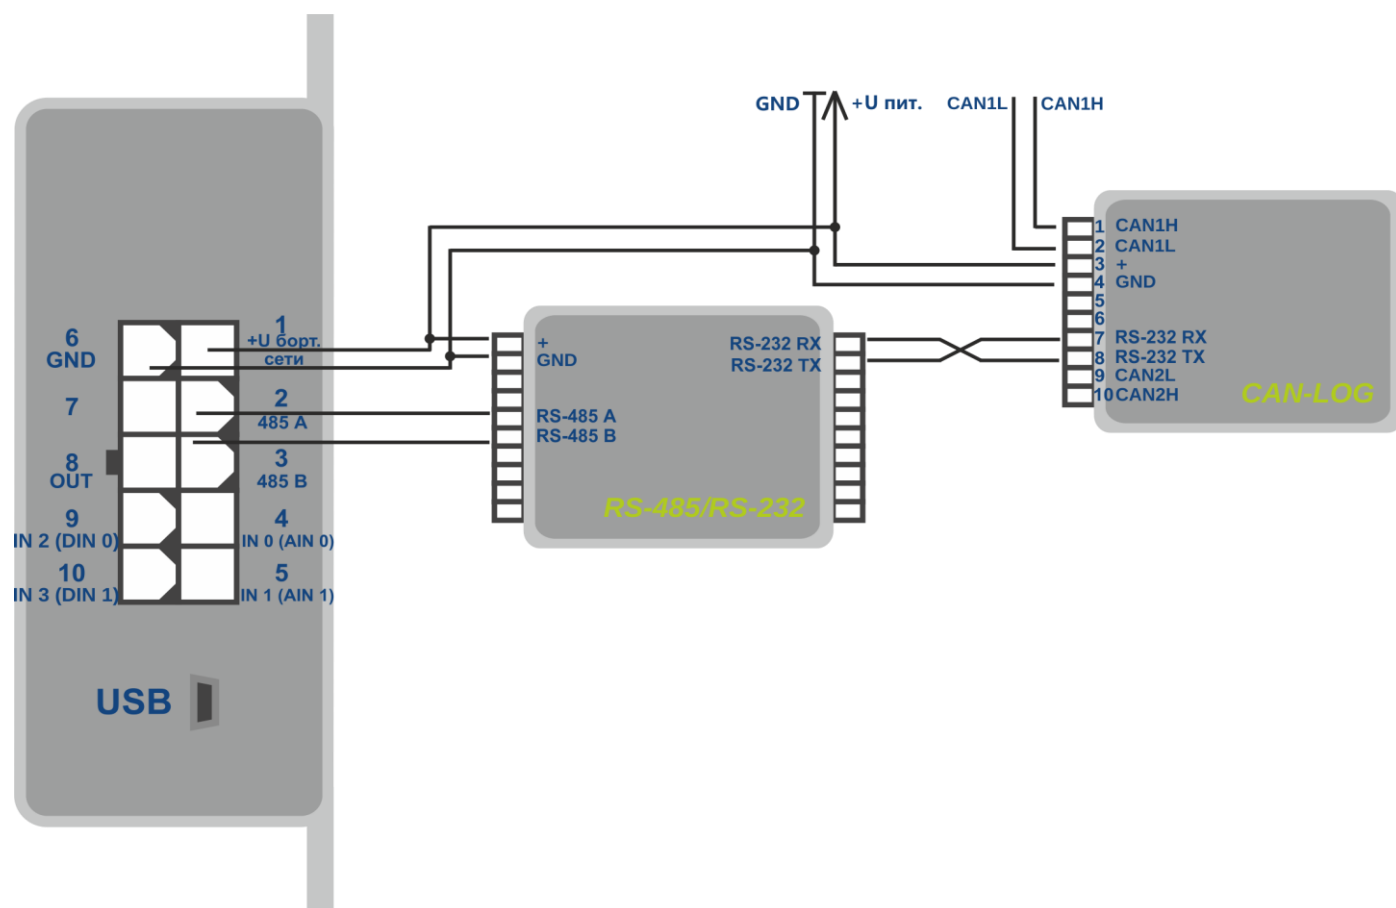 GND
+U пит.
CAN1L
CAN1H
1 CAN1H
2 CAN1L
3 +
4 GND
5
6
7 RS-232 RX
8 RS-232 TX
9 CAN2L
10 CAN2H
CAN-LOG
6
GND
7
8
OUT
9
IN 2 (DIN 0)
10
IN 3 (DIN 1)
1
+U борт.
сети
2
485 A
3
485 B
4
IN 0 (AIN 0)
5
IN 1 (AIN 1)
USB
+
GND
RS-485 A
RS-485 B
RS-232 RX
RS-232 TX
RS-485/RS-232